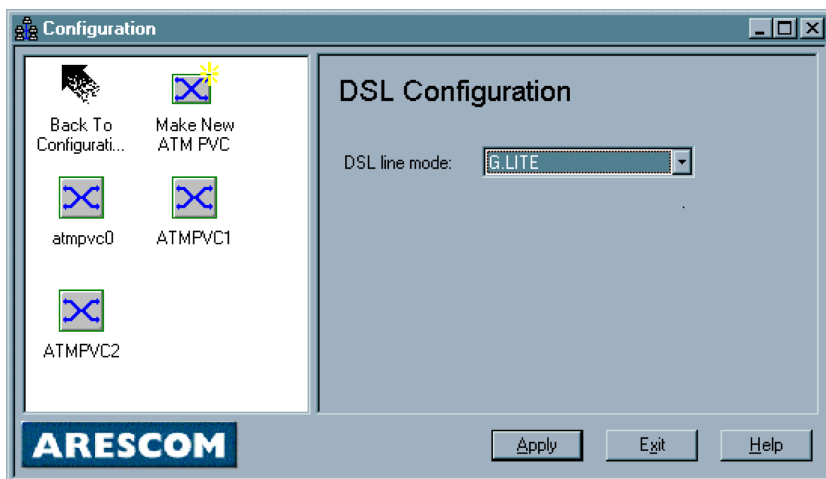 Configuration
Back To
Configurati...
Make New
ATM PVC
atmpvc0
ATMPVC1
ATMPVC2
DSL Configuration
DSL line mode:
G.LITE
ARESCOM
Apply
Exit
Help